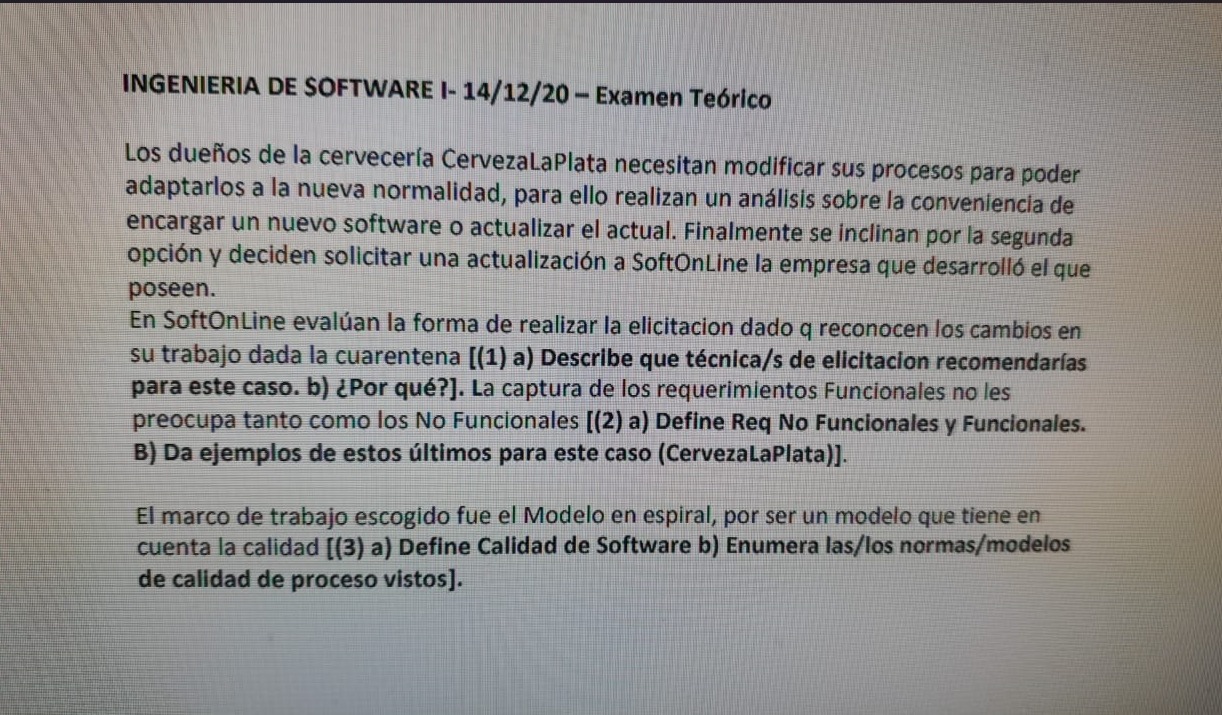 INGENIERIA DE SOFTWARE I- 14/12/20 – Examen Teórico
Los dueños de la cervecería CervezaLaPlata necesitan modificar sus procesos para poder
adaptarlos a la nueva normalidad, para ello realizan un análisis sobre la conveniencia de
encargar un nuevo software o actualizar el actual. Finalmente se inclinan por la segunda
opción y deciden solicitar una actualización a SoftOnLine la empresa que desarrolló el que
poseen.
En SoftOnLine evalúan la forma de realizar la elicitacion dado q reconocen los cambios en
su trabajo dada la cuarentena [(1) a) Describe que técnica/s de elicitacion recomendarías
para este caso. b) ¿Por qué?]. La captura de los requerimientos Funcionales no les
preocupa tanto como los No Funcionales [(2) a) Define Req No Funcionales y Funcionales.
B) Da ejemplos de estos últimos para este caso (CervezaLaPlata)].
El marco de trabajo escogido fue el Modelo en espiral, por ser un modelo que tiene en
cuenta la calidad [(3) a) Define Calidad de Software b) Enumera las/los normas/modelos
de calidad de proceso vistos].